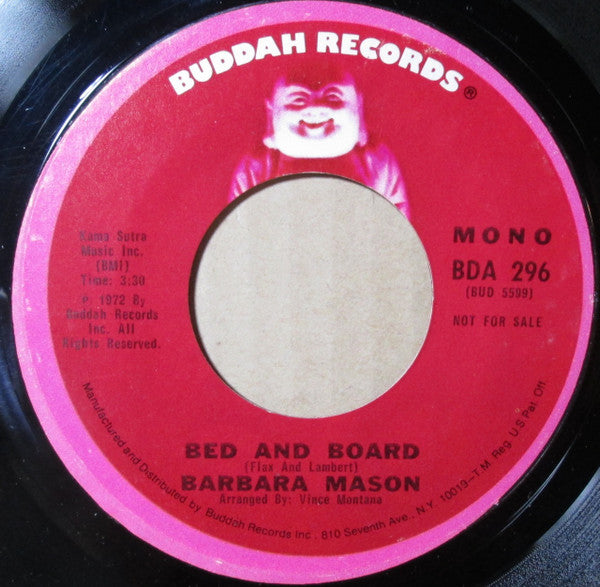 BUDDAH RECORDS®
Kama Sutra
Music Inc.
(BMI)
Time: 3:30
℗ 1972 By
Buddah Records
Inc. All
Rights Reserved.
MONO
BDA 296
(BUD 5599)
NOT FOR SALE
BED AND BOARD
(Flax And Lambert)
BARBARA MASON
Arranged By: Vince Montana
Manufactured and Distributed by Buddah Records Inc., 810 Seventh Ave., N.Y. 10019—T.M. Reg. U.S. Pat. Off.